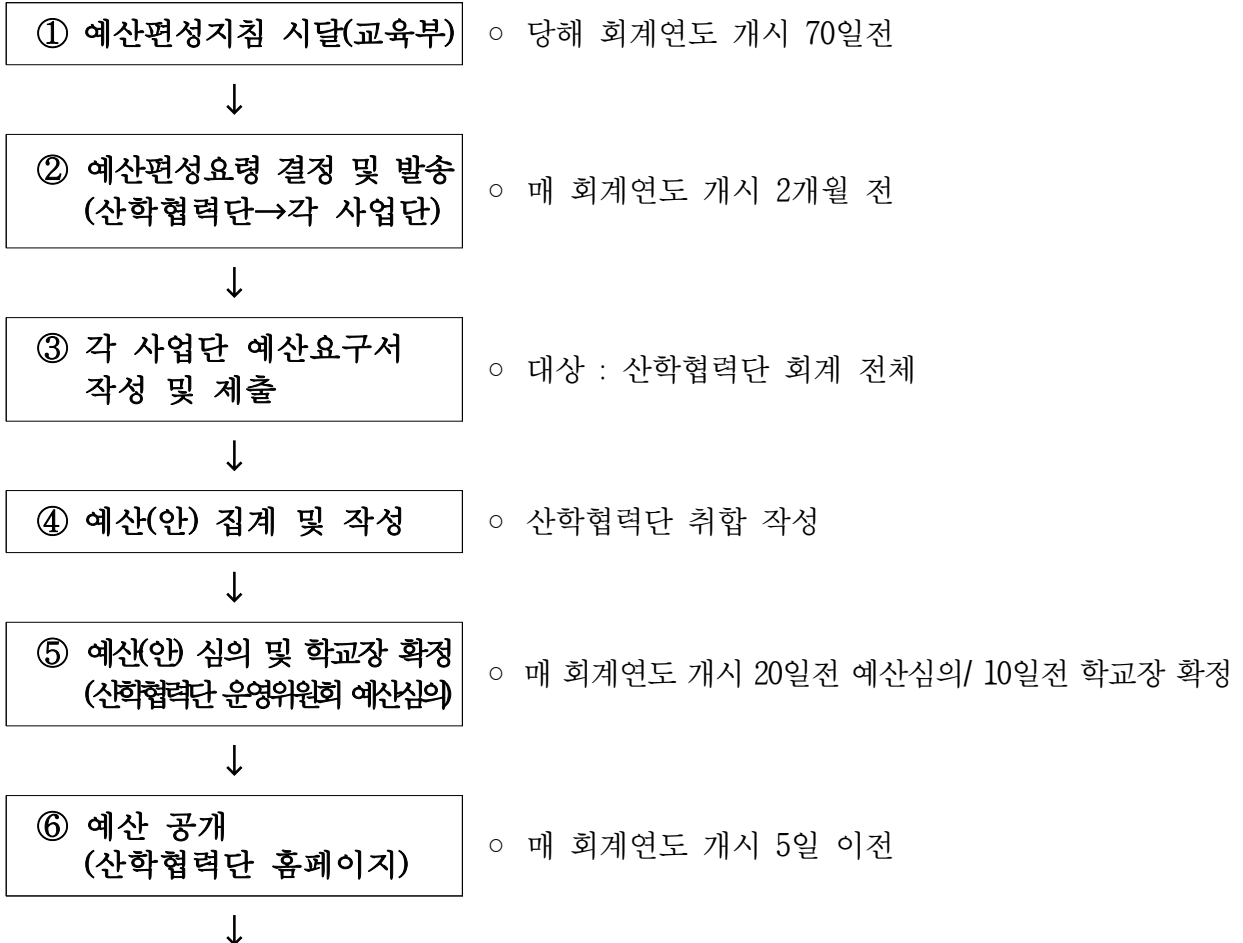 ① 예산편성지침 시달(교육부)
○ 당해 회계연도 개시 70일전
↓
② 예산편성요령 결정 및 발송
(산학협력단→각 사업단)
○ 매 회계연도 개시 2개월 전
↓
③ 각 사업단 예산요구서
작성 및 제출
○ 대상 : 산학협력단 회계 전체
↓
④ 예산(안) 집계 및 작성
○ 산학협력단 취합 작성
↓
⑤ 예산(안) 심의 및 학교장 확정
(산학협력단 운영위원회 예산심의)
○ 매 회계연도 개시 20일전 예산심의/ 10일전 학교장 확정
↓
⑥ 예산 공개
(산학협력단 홈페이지)
○ 매 회계연도 개시 5일 이전
↓